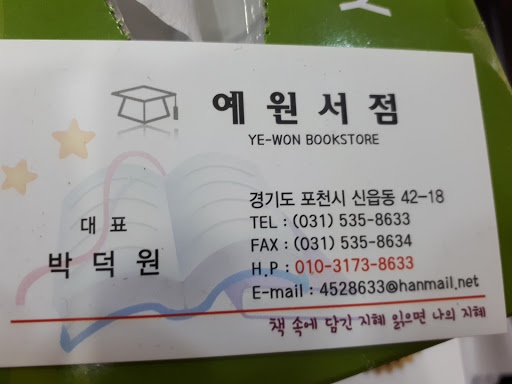 예원서점
YE-WON BOOKSTORE
대표
박덕원
경기도 포천시 신읍동 42-18
TEL : (031) 535-8633
FAX : (031) 535-8634
H.P : 010-3173-8633
E-mail : 4528633@hanmail.net
책 속에 담긴 지혜 읽으면 나의 지혜